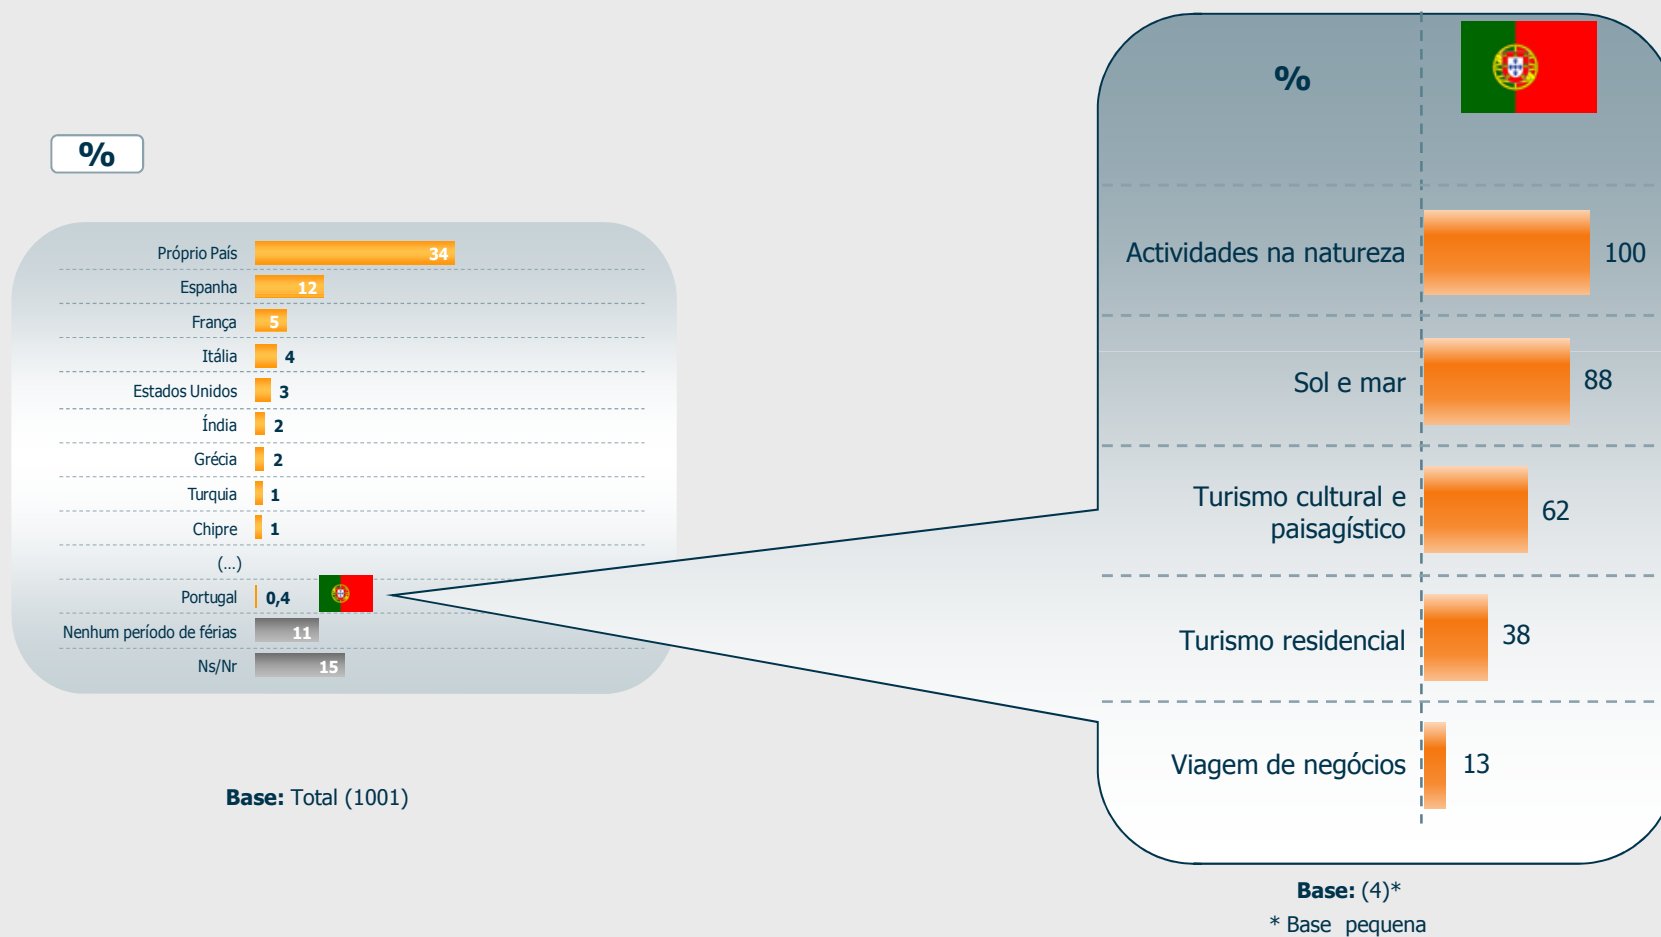 %
Próprio País 34
Espanha 12
França 5
Itália 4
Estados Unidos 3
Índia 2
Grécia 2
Turquia 1
Chipre 1
(...)
Portugal 0,4
Nenhum período de férias 11
Ns/Nr 15
Base: Total (1001)
%
Actividades na natureza 100
Sol e mar 88
Turismo cultural e
paisagístico 62
Turismo residencial 38
Viagem de negócios 13
Base: (4)*
* Base pequena